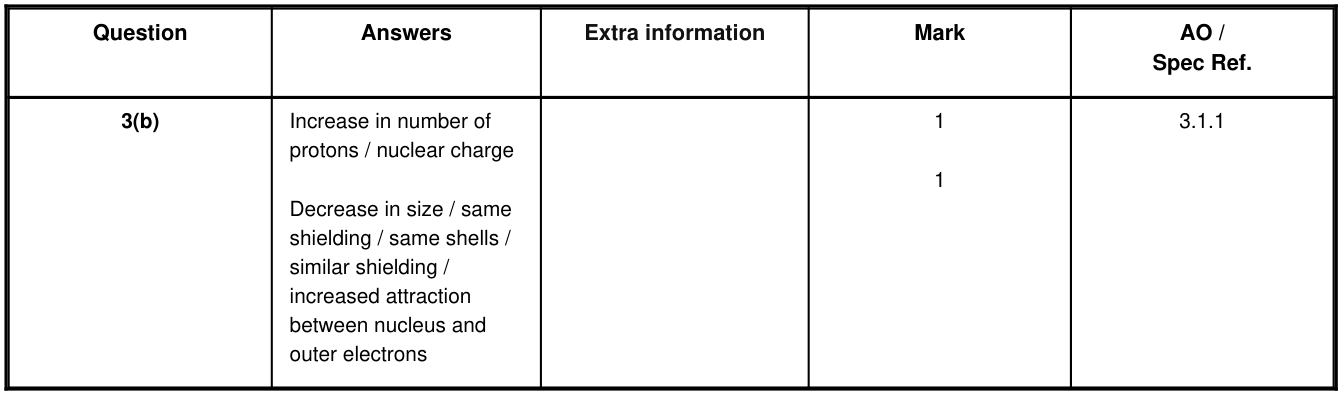 Question Answers Extra information Mark AO /
Spec Ref.
3(b) Increase in number of 1 3.1.1
protons / nuclear charge
1
Decrease in size / same
shielding / same shells /
similar shielding /
increased attraction
between nucleus and
outer electrons